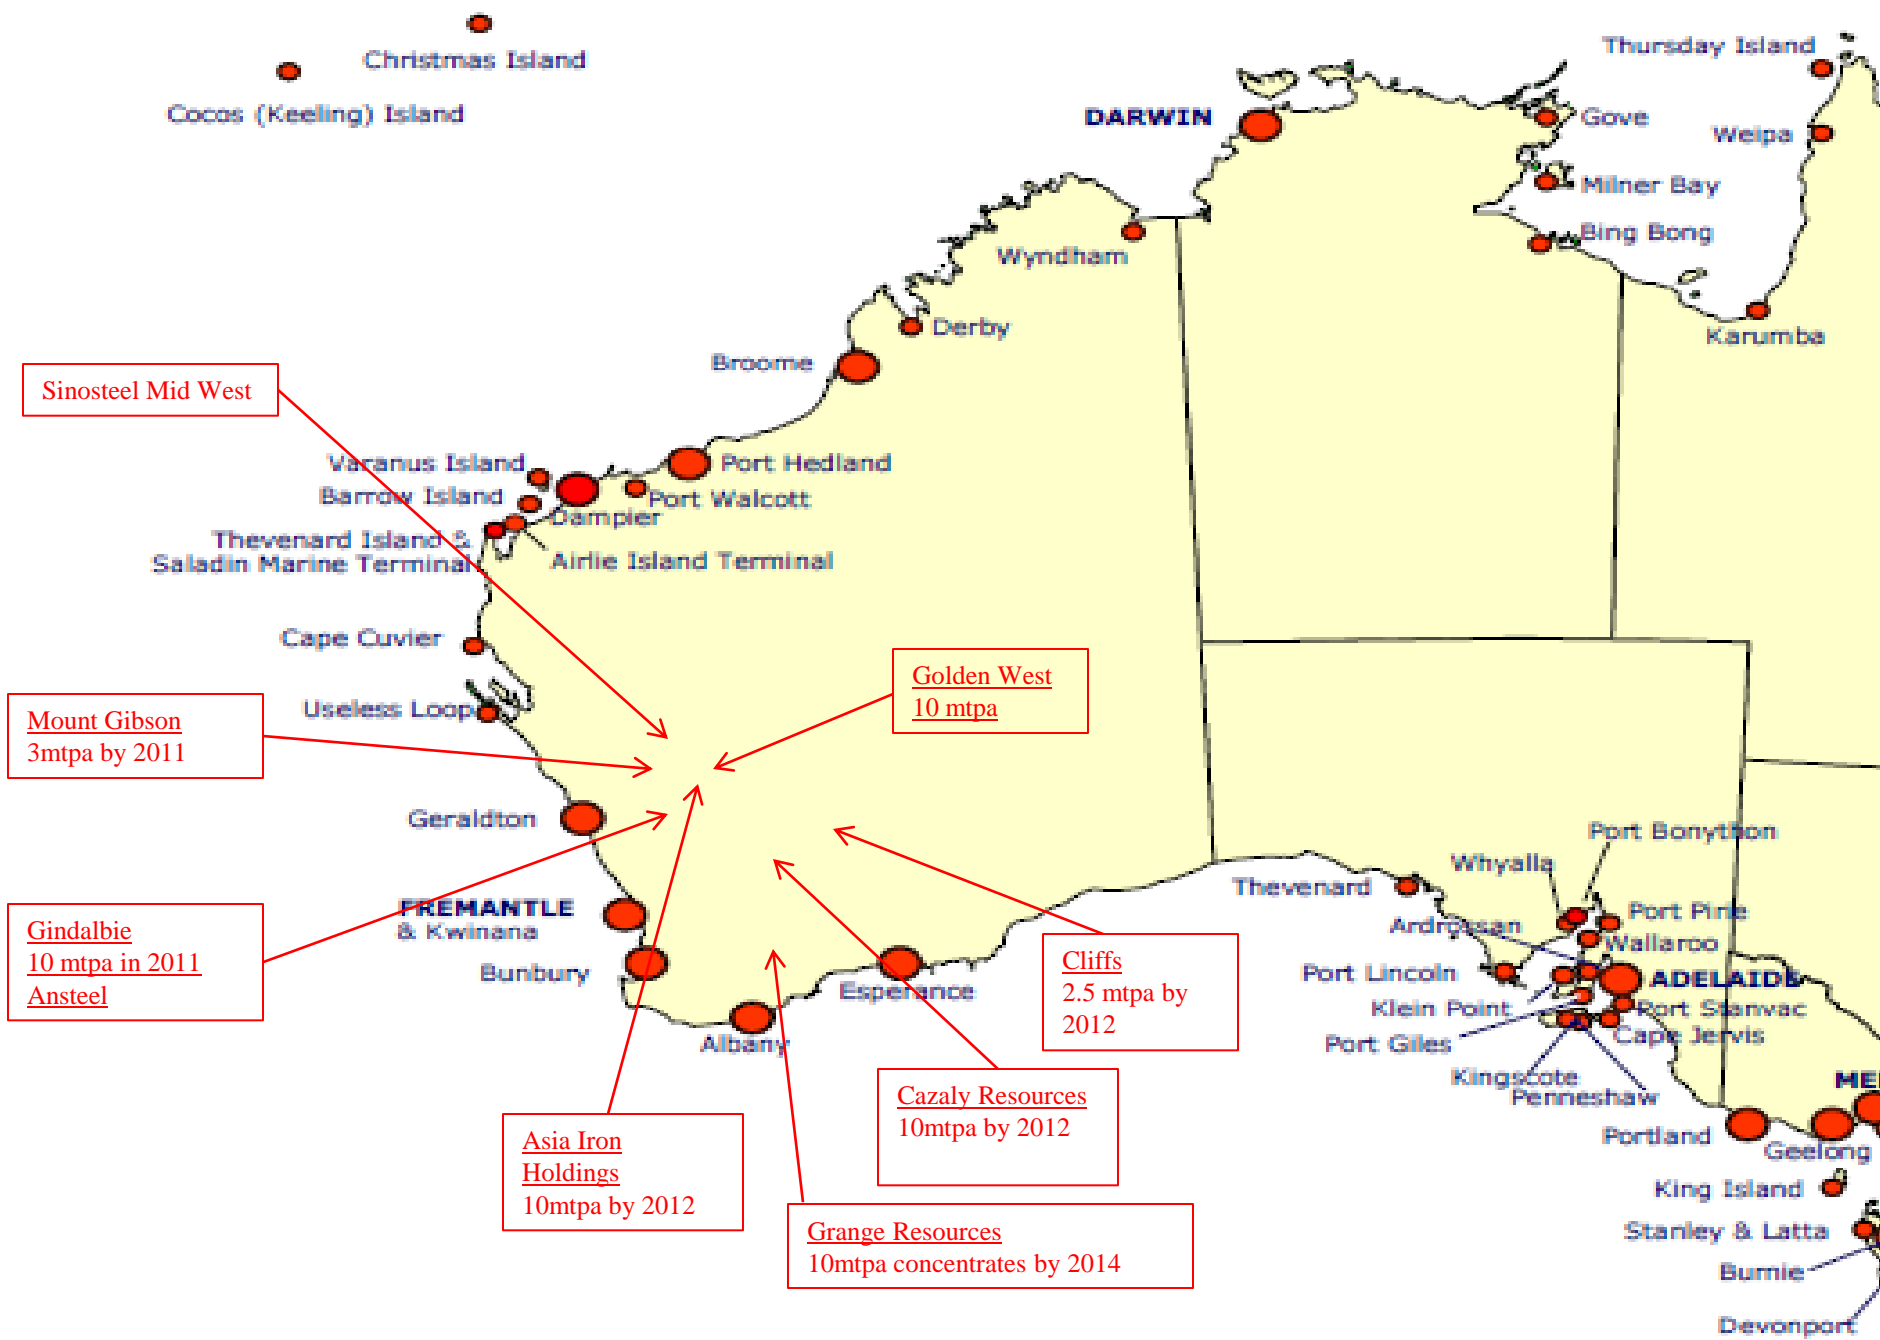 Christmas Island
Cocos (Keeling) Island
Thursday Island
DARWIN
Gove
Weipa
Milner Bay
Bing Bong
Wyndham
Derby
Karumba
Broome
Sinosteel Mid West
Varanus Island
Port Hedland
Barrow Island
Port Walcott
Dampier
Thevenard Island &
Saladin Marine Terminal
Airlie Island Terminal
Cape Cuvier
Useless Loop
Golden West
10 mtpa
Mount Gibson
3mtpa by 2011
Geraldton
Port Bonython
Whyalla
Thevenard
FREMANTLE
& Kwinana
Port Pirie
Ardrossan
Wallaroo
Gindalbie
10 mtpa in 2011
Ansteel
Bunbury
Esperance
Albany
Cliffs
2.5 mtpa by
2012
Port Lincoln
ADELAIDE
Klein Point
Port Stanvac
Port Giles
Cape Jervis
Kingscote
Penneshaw
ME
Portland
Geelong
King Island
Stanley & Latta
Burnie
Devonport
Cazaly Resources
10mtpa by 2012
Asia Iron
Holdings
10mtpa by 2012
Grange Resources
10mtpa concentrates by 2014